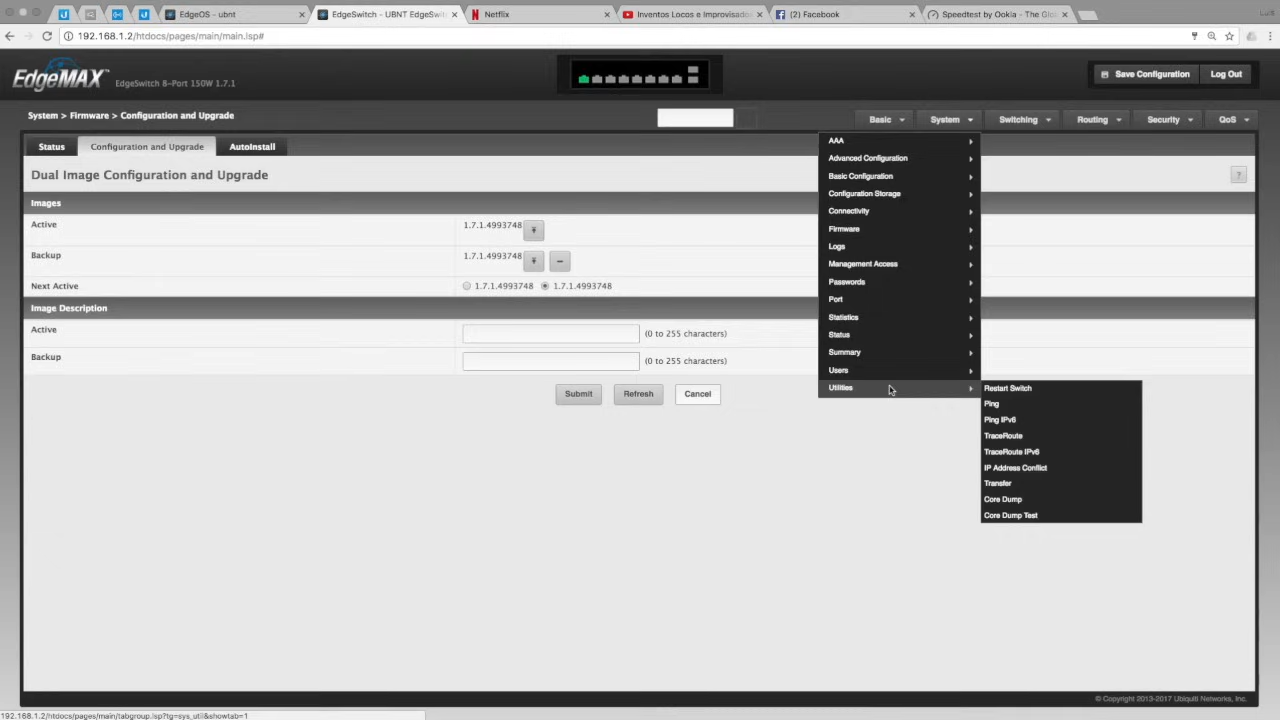 EdgeOS - ubnt
EdgeSwitch - UBNT EdgeSwi
Netflix
Inventos Locos e Improvisado
(2) Facebook
Speedtest by Ookla - The Glo
192.168.1.2/htdocs/pages/main/main.lsp#
EdgeMAX™
EdgeSwitch 8-Port 150W 1.7.1
Save Configuration
Log Out
System > Firmware > Configuration and Upgrade
Basic
System
Switching
Routing
Security
QoS
Status
Configuration and Upgrade
AutoInstall
Dual Image Configuration and Upgrade
?
Images
Active
1.7.1.4993748
Backup
1.7.1.4993748
Next Active
1.7.1.4993748
1.7.1.4993748
Image Description
Active
(0 to 255 characters)
Backup
(0 to 255 characters)
Submit
Refresh
Cancel
AAA
Advanced Configuration
Basic Configuration
Configuration Storage
Connectivity
Firmware
Logs
Management Access
Passwords
Port
Statistics
Status
Summary
Users
Utilities
Restart Switch
Ping
Ping IPv6
TraceRoute
TraceRoute IPv6
IP Address Conflict
Transfer
Core Dump
Core Dump Test
© Copyright 2013-2017 Ubiquiti Networks, Inc.
192.168.1.2/htdocs/pages/main/tabgroup.lsp?tg=sys_util&showtab=1